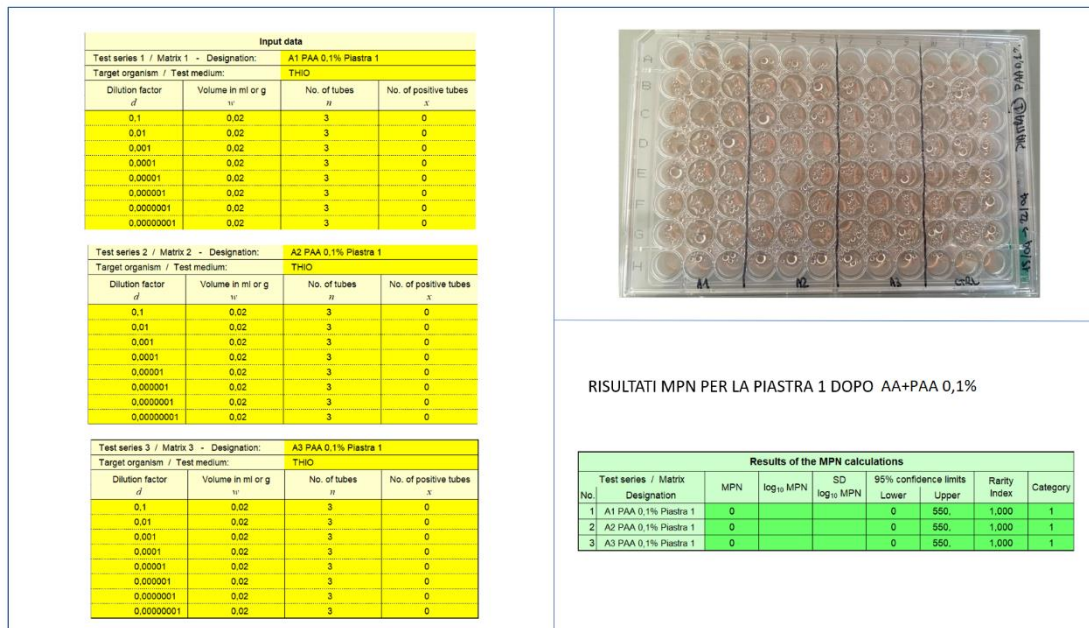 Input data
Test series 1 / Matrix 1 - Designation: A1 PAA 0,1% Piastra 1
Target organism / Test medium: THIO
Dilution factor Volume in ml or g No. of tubes No. of positive tubes
d w n x
0,1 0,02 3 0
0,01 0,02 3 0
0,001 0,02 3 0
0,0001 0,02 3 0
0,00001 0,02 3 0
0,000001 0,02 3 0
0,0000001 0,02 3 0
0,00000001 0,02 3 0
Test series 2 / Matrix 2 - Designation: A2 PAA 0,1% Piastra 1
Target organism / Test medium: THIO
Dilution factor Volume in ml or g No. of tubes No. of positive tubes
d w n x
0,1 0,02 3 0
0,01 0,02 3 0
0,001 0,02 3 0
0,0001 0,02 3 0
0,00001 0,02 3 0
0,000001 0,02 3 0
0,0000001 0,02 3 0
0,00000001 0,02 3 0
Test series 3 / Matrix 3 - Designation: A3 PAA 0,1% Piastra 1
Target organism / Test medium: THIO
Dilution factor Volume in ml or g No. of tubes No. of positive tubes
d w n x
0,1 0,02 3 0
0,01 0,02 3 0
0,001 0,02 3 0
0,0001 0,02 3 0
0,00001 0,02 3 0
0,000001 0,02 3 0
0,0000001 0,02 3 0
0,00000001 0,02 3 0
A
B
C
D
E
F
G
H
A1 A2 A3 CTRL
PIASTRA 1 PAA 0,1%
RISULTATI MPN PER LA PIASTRA 1 DOPO AA+PAA 0,1%
Results of the MPN calculations
No. Test series / Matrix Designation MPN log10 MPN SD log10 MPN 95% confidence limits Lower Upper Rarity Index Category
1 A1 PAA 0,1% Piastra 1 0 0 550, 1,000 1
2 A2 PAA 0,1% Piastra 1 0 0 550, 1,000 1
3 A3 PAA 0,1% Piastra 1 0 0 550, 1,000 1